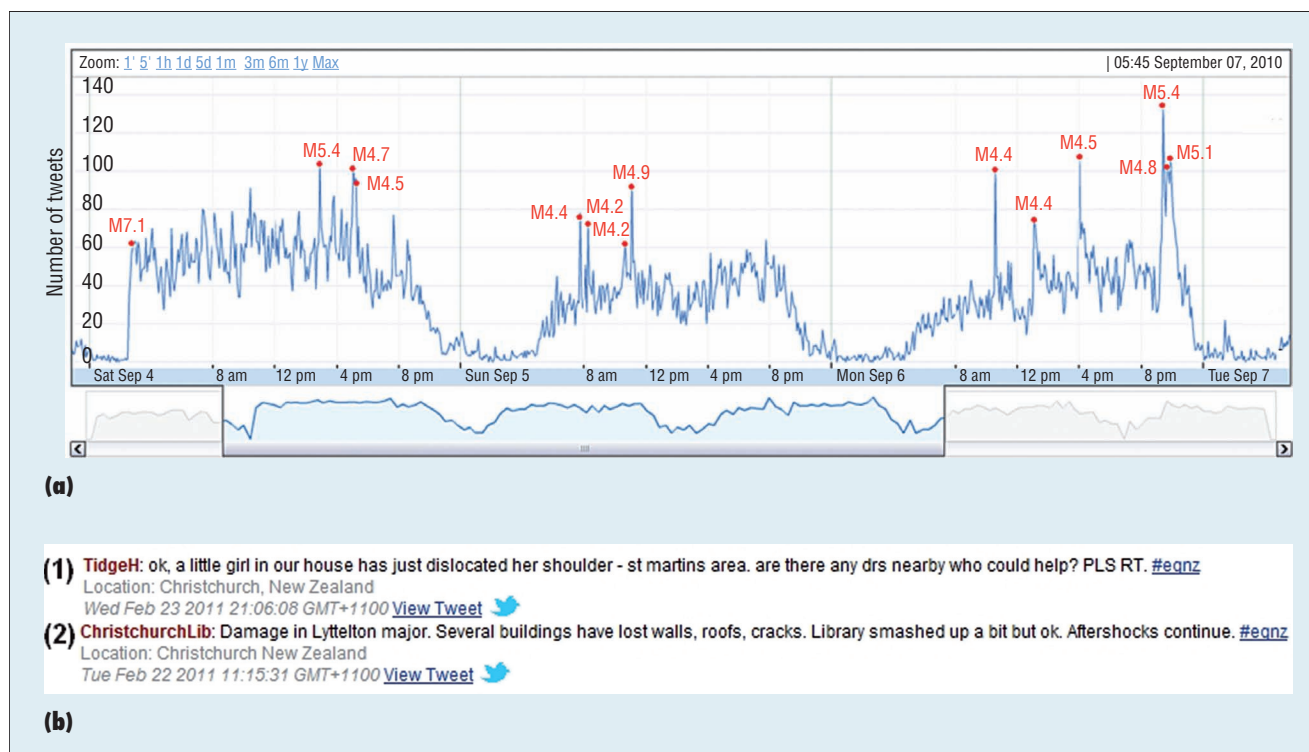 Zoom: 1' 5' 1h 1d 5d 1m 3m 6m 1y Max | 05:45 September 07, 2010
Number of tweets
140
120
100
80
60
40
20
0
M7.1
M5.4
M4.7
M4.5
M4.4
M4.2
M4.2
M4.9
M4.4
M4.4
M4.5
M5.4
M4.8
M5.1
Sat Sep 4 8 am 12 pm 4 pm 8 pm Sun Sep 5 8 am 12 pm 4 pm 8 pm Mon Sep 6 8 am 12 pm 4 pm 8 pm Tue Sep 7
(a)
(1) TidgeH: ok, a little girl in our house has just dislocated her shoulder - st martins area. are there any drs nearby who could help? PLS RT. #eqnz
Location: Christchurch, New Zealand
Wed Feb 23 2011 21:06:08 GMT+1100 View Tweet
(2) ChristchurchLib: Damage in Lyttelton major. Several buildings have lost walls, roofs, cracks. Library smashed up a bit but ok. Aftershocks continue. #eqnz
Location: Christchurch New Zealand
Tue Feb 22 2011 11:15:31 GMT+1100 View Tweet
(b)